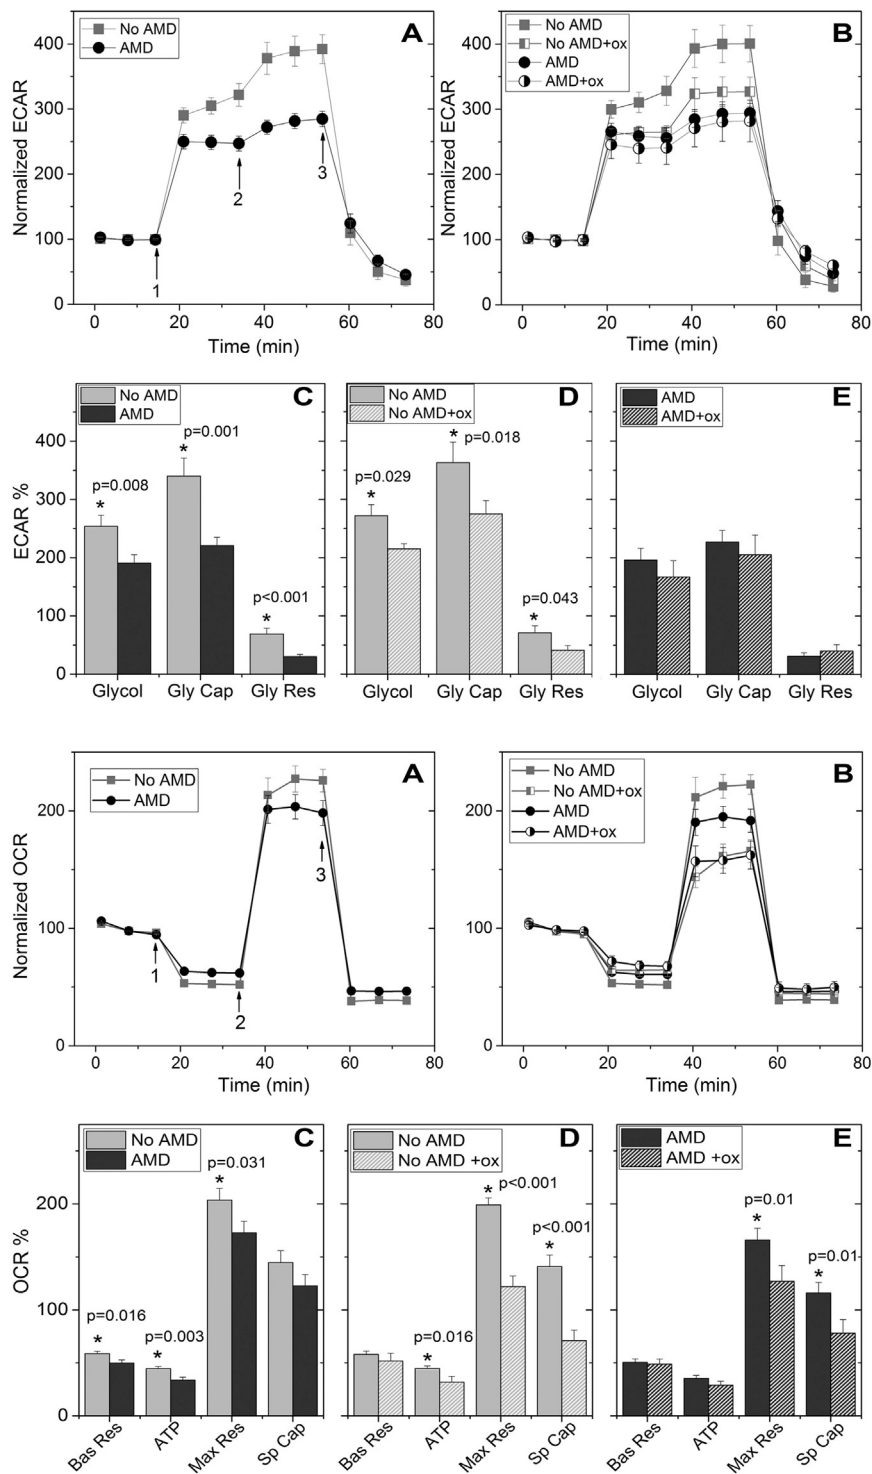 No AMD
AMD
A
Normalized ECAR
400
300
200
100
0
1
2
3
0 20 40 60 80
Time (min)
No AMD
No AMD+ox
AMD
AMD+ox
B
Normalized ECAR
400
300
200
100
0
0 20 40 60 80
Time (min)
No AMD
AMD
C
ECAR %
400
300
200
100
0
p=0.008
*
p=0.001
*
p<0.001
*
Glycol Gly Cap Gly Res
No AMD
No AMD+ox
D
p=0.029
*
* p=0.018
p=0.043
*
Glycol Gly Cap Gly Res
AMD
AMD+ox
E
Glycol Gly Cap Gly Res
No AMD
AMD
A
Normalized OCR
200
100
0
1
2
3
0 20 40 60 80
Time (min)
No AMD
No AMD+ox
AMD
AMD+ox
B
Normalized OCR
200
100
0
0 20 40 60 80
Time (min)
No AMD
AMD
C
OCR %
200
100
0
p=0.016
*
p=0.003
*
p=0.031
*
Bas Res ATP Max Res Sp Cap
No AMD
No AMD +ox
D
p=0.016
*
* p<0.001
p<0.001
*
Bas Res ATP Max Res Sp Cap
AMD
AMD +ox
E
p=0.01
*
p=0.01
*
Bas Res ATP Max Res Sp Cap